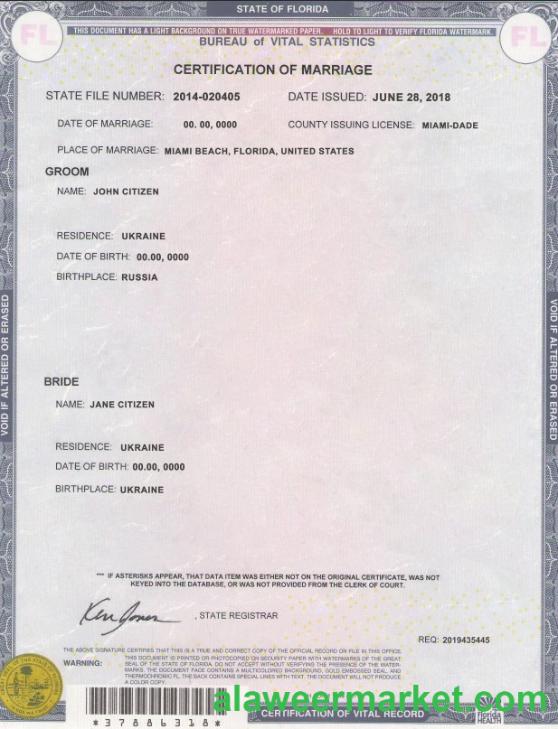 STATE OF FLORIDA
FL
THIS DOCUMENT HAS A LIGHT BACKGROUND ON TRUE WATERMARKED PAPER. HOLD TO LIGHT TO VERIFY FLORIDA WATERMARK.
FL
BUREAU of VITAL STATISTICS
CERTIFICATION OF MARRIAGE
STATE FILE NUMBER: 2014-020405 DATE ISSUED: JUNE 28, 2018
DATE OF MARRIAGE: 00. 00, 0000 COUNTY ISSUING LICENSE: MIAMI-DADE
PLACE OF MARRIAGE: MIAMI BEACH, FLORIDA, UNITED STATES
GROOM
NAME: JOHN CITIZEN
RESIDENCE: UKRAINE
DATE OF BIRTH: 00.00, 0000
BIRTHPLACE: RUSSIA
VOID IF ALTERED OR ERASED
VOID IF ALTERED OR ERASED
BRIDE
NAME: JANE CITIZEN
RESIDENCE: UKRAINE
DATE OF BIRTH: 00.00, 0000
BIRTHPLACE: UKRAINE
*** IF ASTERISKS APPEAR, THAT DATA ITEM WAS EITHER NOT ON THE ORIGINAL CERTIFICATE, WAS NOT
KEYED INTO THE DATABASE, OR WAS NOT PROVIDED FROM THE CLERK OF COURT.
Ken Jones , STATE REGISTRAR
REQ: 2019435445
THE ABOVE SIGNATURE CERTIFIES THAT THIS IS A TRUE AND CORRECT COPY OF THE OFFICIAL RECORD ON FILE IN THIS OFFICE.
WARNING: THIS DOCUMENT IS PRINTED OR PHOTOCOPIED ON SECURITY PAPER WITH WATERMARKS OF THE GREAT
SEAL OF THE STATE OF FLORIDA. DO NOT ACCEPT WITHOUT VERIFYING THE PRESENCE OF THE WATER-
MARKS. THE DOCUMENT FACE CONTAINS A MULTICOLORED BACKGROUND, GOLD EMBOSSED SEAL, AND
THERMOCHROMIC FL. THE BACK CONTAINS SPECIAL LINES WITH TEXT. THE DOCUMENT WILL NOT PRODUCE
A COLOR COPY.
alaweermarket.com
*37886318*
CERTIFICATION OF VITAL RECORD
Florida
HEALTH